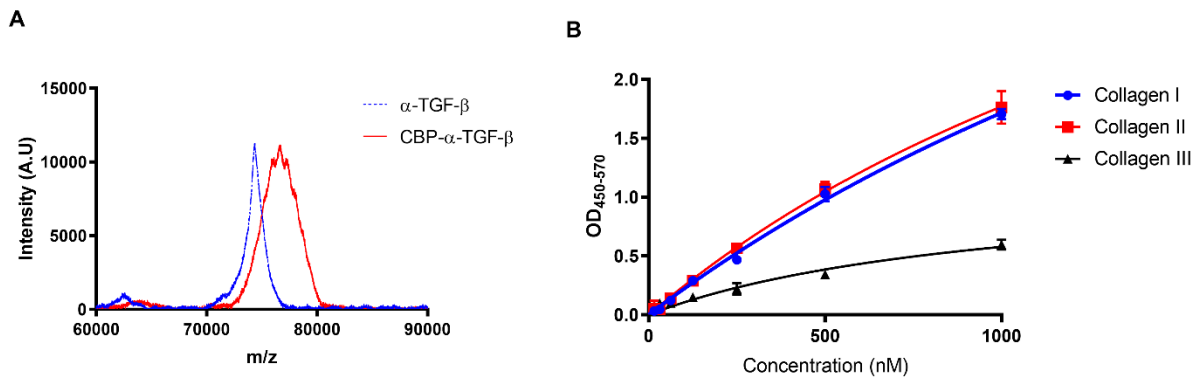 A
Intensity (A.U)
15000
10000
5000
0
60000 70000 80000 90000
m/z
α-TGF-β
CBP-α-TGF-β
B
OD450-570
2.0
1.5
1.0
0.5
0.0
0 500 1000
Concentration (nM)
Collagen I
Collagen II
Collagen III